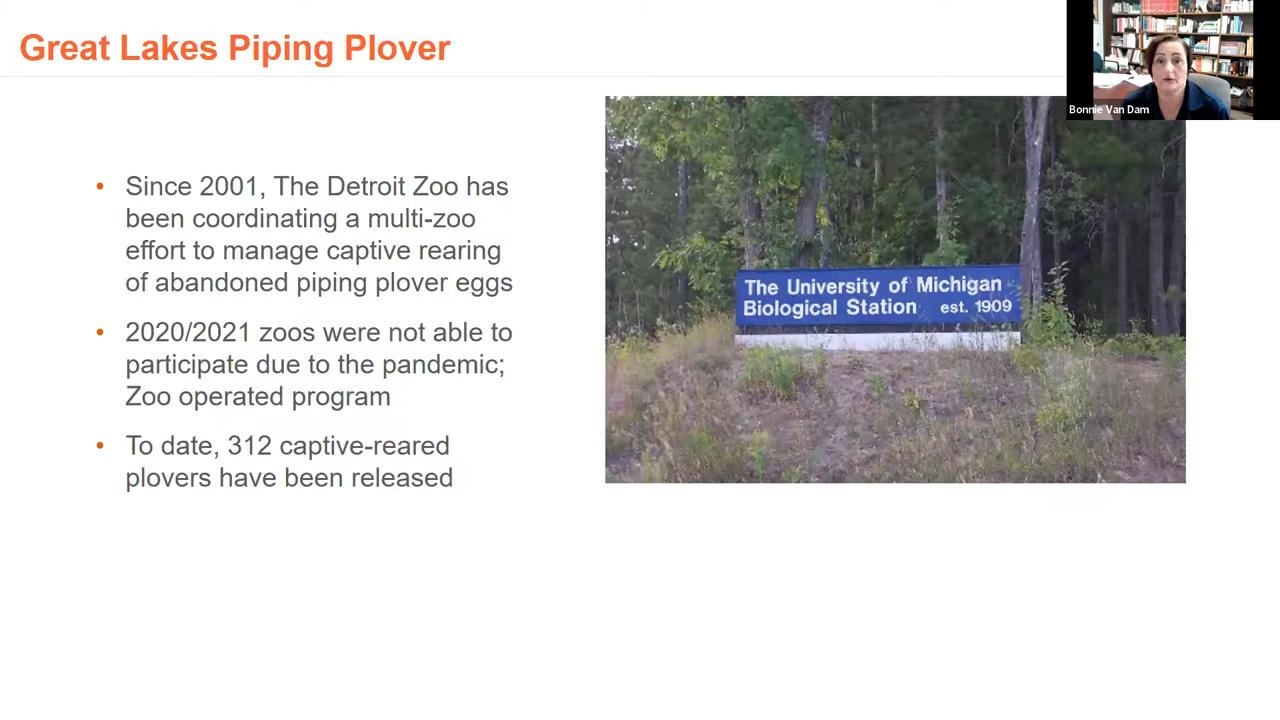 Great Lakes Piping Plover
Bonnie Van Dam
• Since 2001, The Detroit Zoo has
been coordinating a multi-zoo
effort to manage captive rearing
of abandoned piping plover eggs
• 2020/2021 zoos were not able to
participate due to the pandemic;
Zoo operated program
• To date, 312 captive-reared
plovers have been released
The University of Michigan
Biological Station est. 1909